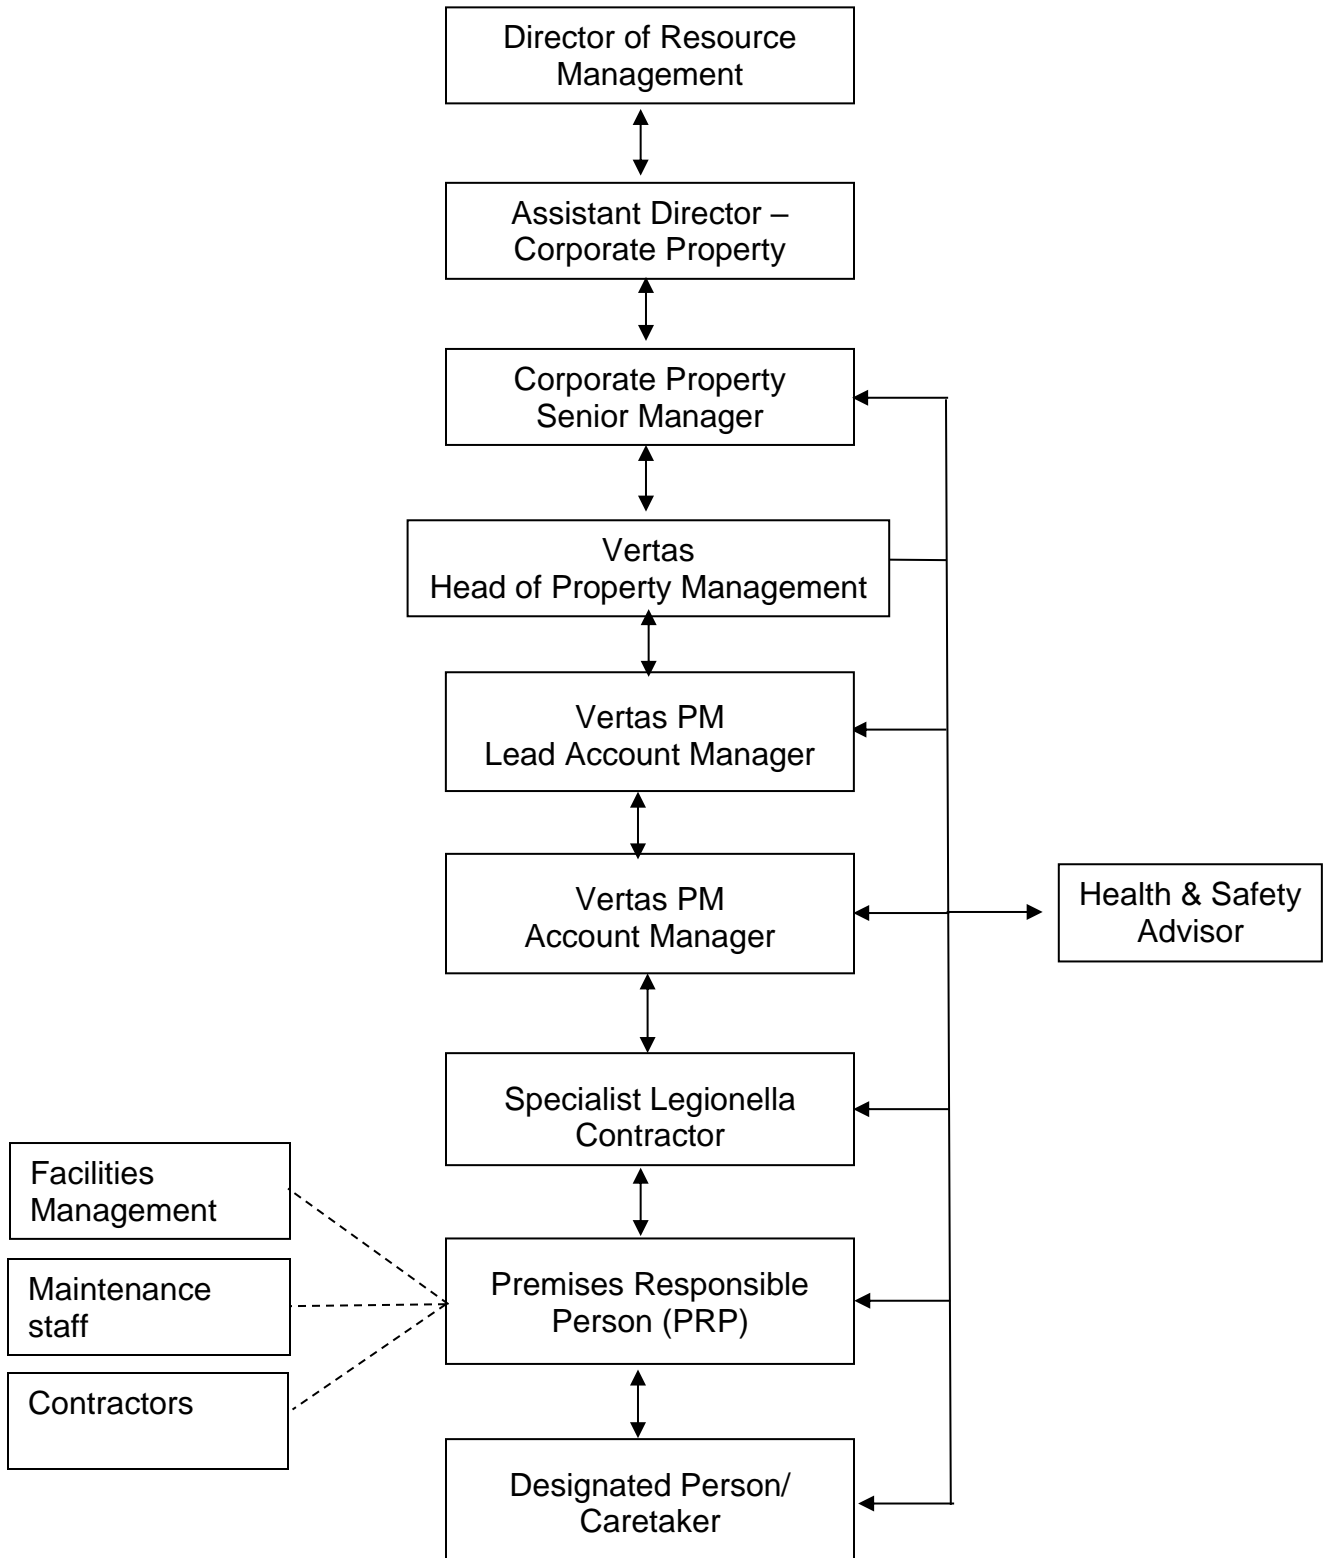 Director of Resource
Management
Assistant Director –
Corporate Property
Corporate Property
Senior Manager
Vertas
Head of Property Management
Vertas PM
Lead Account Manager
Vertas PM
Account Manager
Health & Safety
Advisor
Specialist Legionella
Contractor
Facilities
Management
Maintenance
staff
Contractors
Premises Responsible
Person (PRP)
Designated Person/
Caretaker